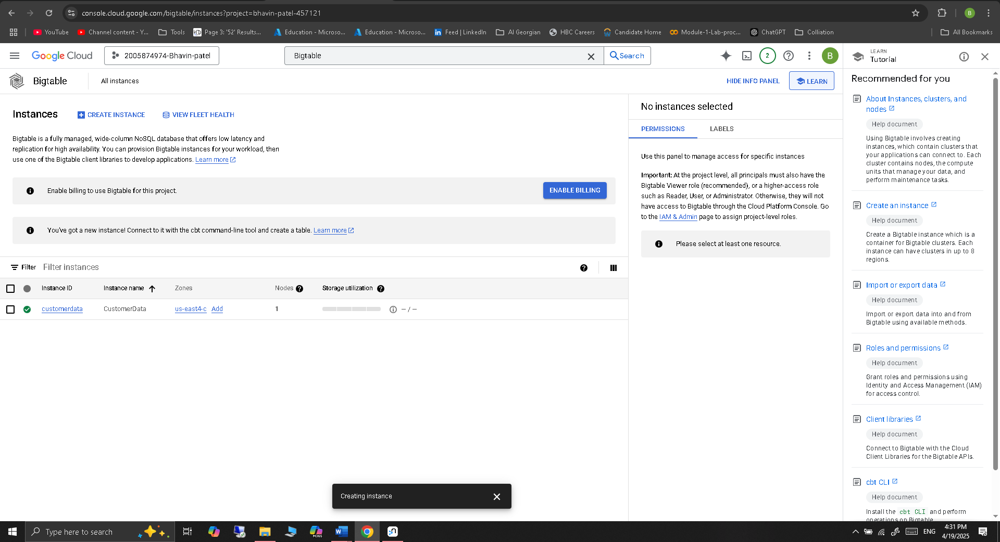 console.cloud.google.com/bigtable/instances?project=bhavin-patel-457121
B
YouTube
Channel content - Y...
Tools
HD
Page 3: '52' Results...
Education - Microso...
Education - Microso...
Feed | LinkedIn
AI Georgian
HBC Careers
Candidate Home
Module-1-Lab-proc...
ChatGPT
Colliation
All Bookmarks
Google Cloud
2005874974-Bhavin-patel
Bigtable
Search
2
B
LEARN
Tutorial
Bigtable
All instances
HIDE INFO PANEL
LEARN
Instances
CREATE INSTANCE
VIEW FLEET HEALTH
Bigtable is a fully managed, wide-column NoSQL database that offers low latency and
replication for high availability. You can provision Bigtable instances for your workload, then
use one of the Bigtable client libraries to develop applications. Learn more
Enable billing to use Bigtable for this project.
ENABLE BILLING
You've got a new instance! Connect to it with the cbt command-line tool and create a table. Learn more
Filter
Filter instances
Instance ID
Instance name
Zones
Nodes
Storage utilization
customerdata
CustomerData
us-east4-c
Add
1
– / –
Creating instance
No instances selected
PERMISSIONS
LABELS
Use this panel to manage access for specific instances
Important: At the project level, all principals must also have the
Bigtable Viewer role (recommended), or a higher-access role
such as Reader, User, or Administrator. Otherwise, they will not
have access to Bigtable through the Cloud Platform Console. Go
to the IAM & Admin page to assign project-level roles.
Please select at least one resource.
Recommended for you
About Instances, clusters, and
nodes
Help document
Using Bigtable involves creating
instances, which contain clusters that
your applications can connect to. Each
cluster contains nodes, the compute
units that manage your data, and
perform maintenance tasks.
Create an instance
Help document
Create a Bigtable instance which is a
container for Bigtable clusters. Each
instance can have clusters in up to 8
regions.
Import or export data
Help document
Import or export data into and from
Bigtable using available methods.
Roles and permissions
Help document
Grant roles and permissions using
Identity and Access Management (IAM)
for access control.
Client libraries
Help document
Connect to Bigtable with the Cloud
Client Libraries for the Bigtable APIs.
cbt CLI
Help document
Install the cbt CLI and perform
operations on Bigtable
Type here to search
M365
ENG
4:31 PM
4/19/2025